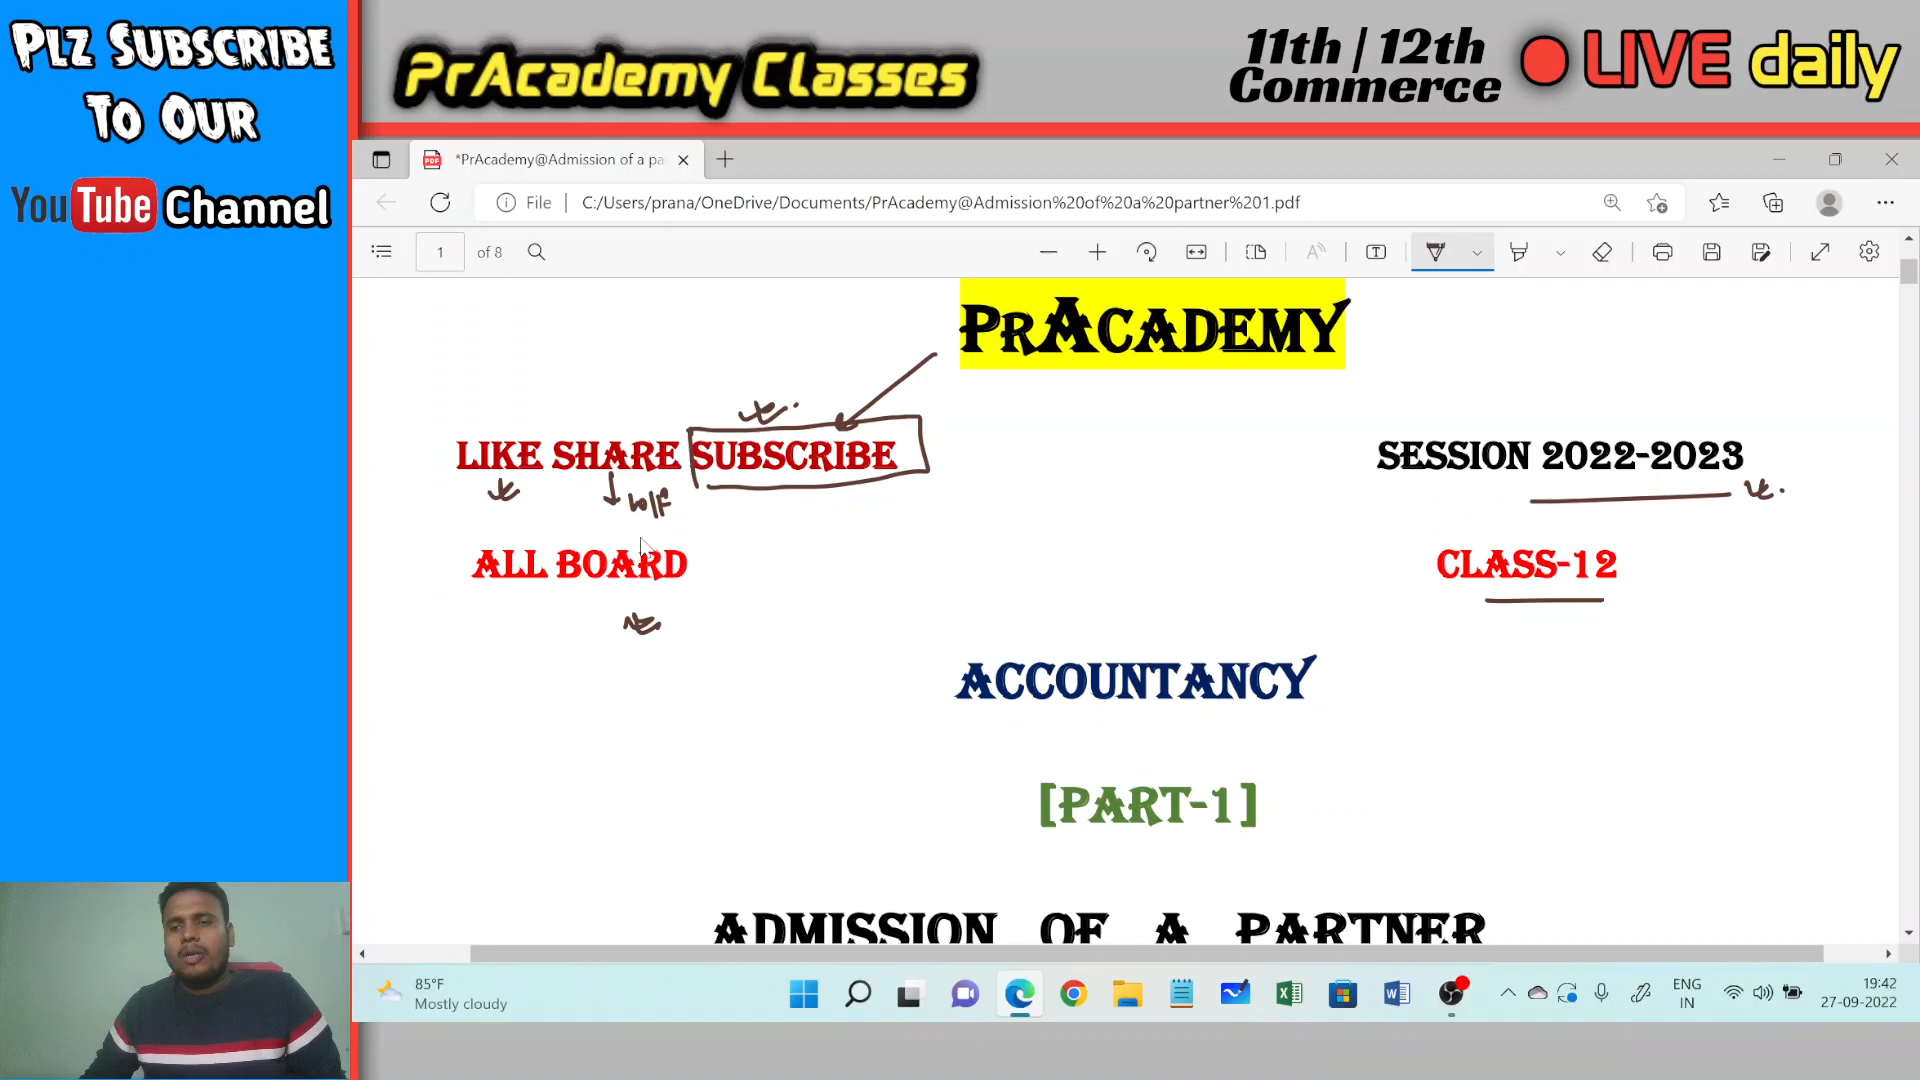 PLZ SUBSCRIBE
TO OUR
YouTube Channel
PrAcademy Classes
11th | 12th
Commerce
LIVE daily
*PrAcademy@Admission of a pa
File
C:/Users/prana/OneDrive/Documents/PrAcademy@Admission%20of%20a%20partner%201.pdf
1 of 8
PRACADEMY
LIKE SHARE SUBSCRIBE
SESSION 2022-2023
w/f
ALL BOARD
CLASS-12
ACCOUNTANCY
[PART-1]
ADMISSION OF A PARTNER
85°F
Mostly cloudy
ENG
IN
19:42
27-09-2022